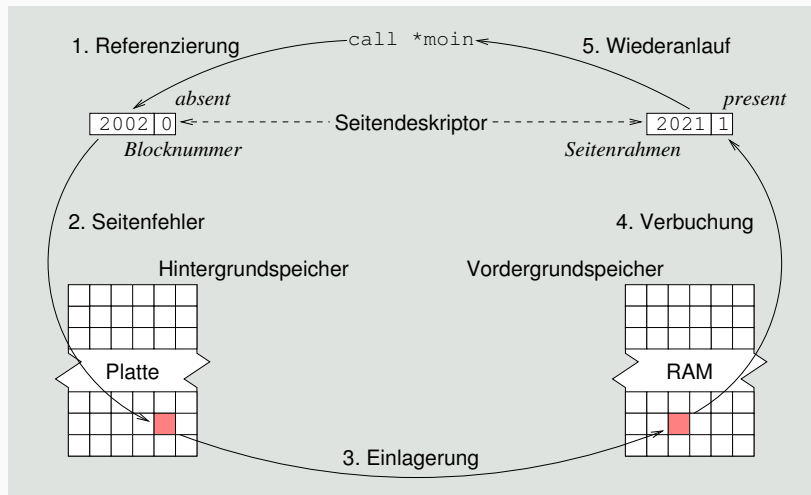 1. Referenzierung
call *moin
5. Wiederanlauf
absent
present
2002 0
Seitendeskriptor
2021 1
Blocknummer
Seitenrahmen
2. Seitenfehler
4. Verbuchung
Hintergrundspeicher
Vordergrundspeicher
Platte
RAM
3. Einlagerung